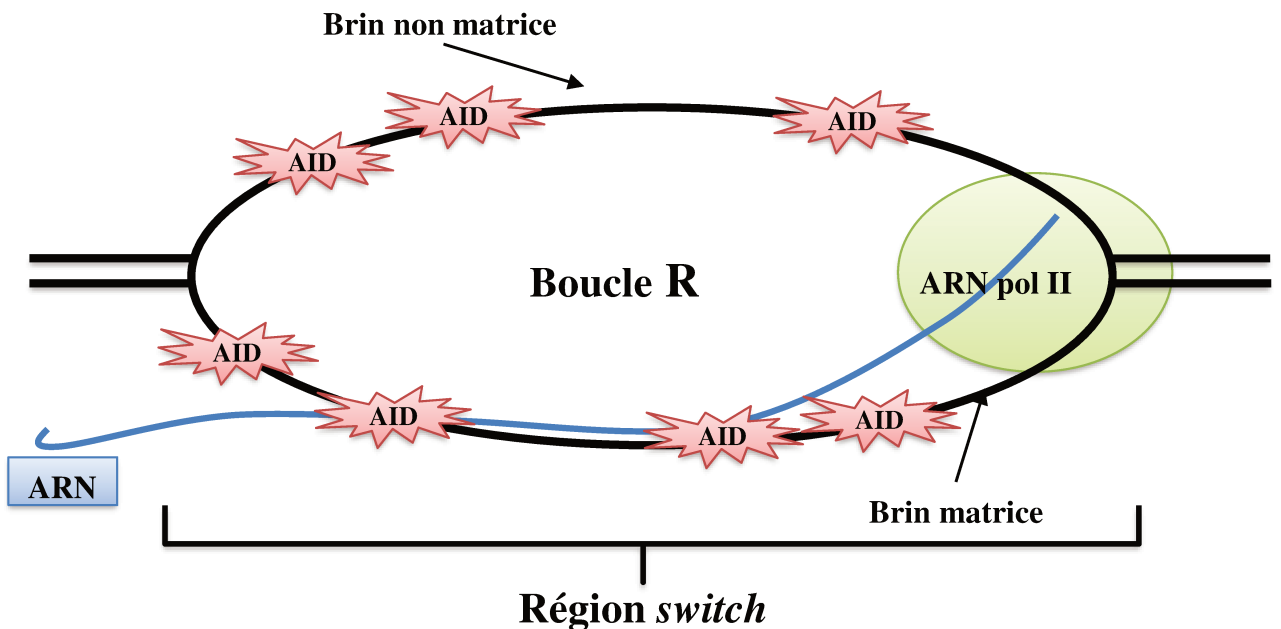 Brin non matrice
AID
AID
AID
Boucle R
ARN pol II
AID
AID
AID
AID
ARN
Brin matrice
Région switch